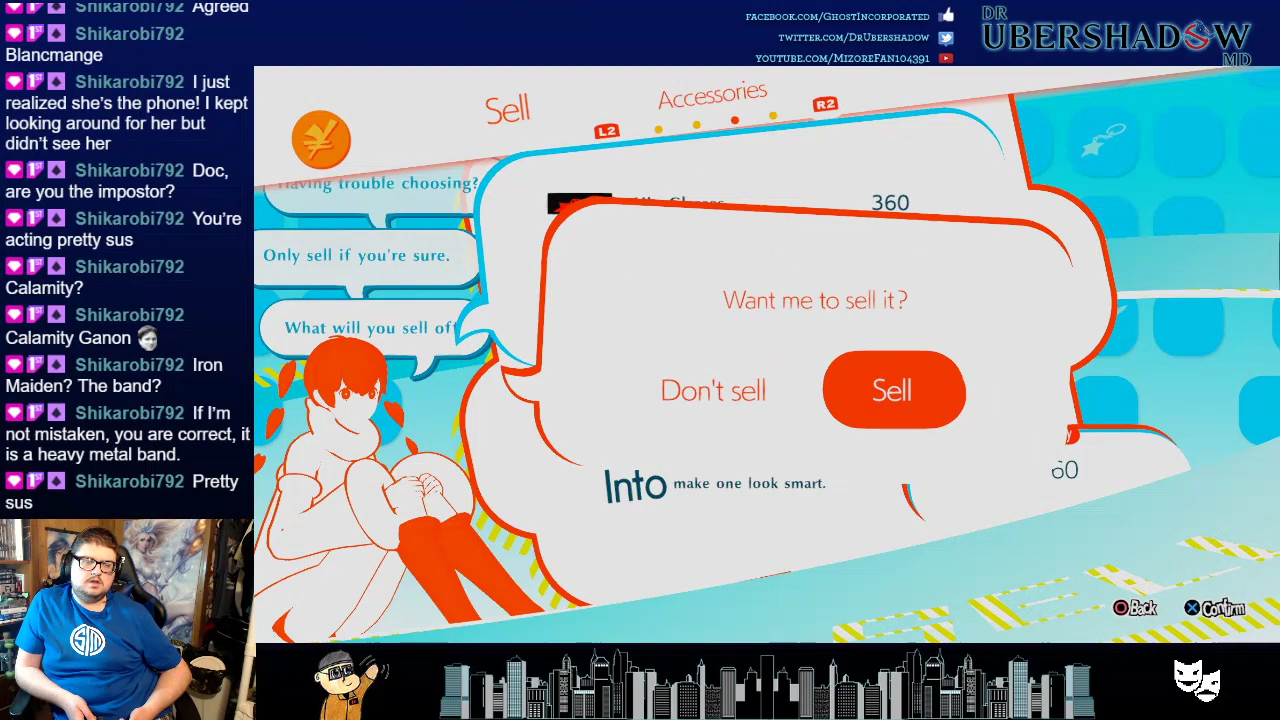 Shikarobi792 Agreed
Shikarobi792
Blancmange
Shikarobi792 I just
realized she's the phone! I kept
looking around for her but
didn't see her
Shikarobi792 Doc,
are you the impostor?
Shikarobi792 You're
acting pretty sus
Shikarobi792
Calamity?
Shikarobi792
Calamity Ganon
Shikarobi792 Iron
Maiden? The band?
Shikarobi792 If I'm
not mistaken, you are correct, it
is a heavy metal band.
Shikarobi792 Pretty
sus
facebook.com/GhostIncorporated
twitter.com/DrUbershadow
youtube.com/MizoreFan104391
DR
UBERSHADOW
MD
Sell
Accessories
L2
R2
Having trouble choosing?
Only sell if you're sure.
What will you sell of
360
Want me to sell it?
Don't sell
Sell
Into make one look smart.
60
Back
Confirm